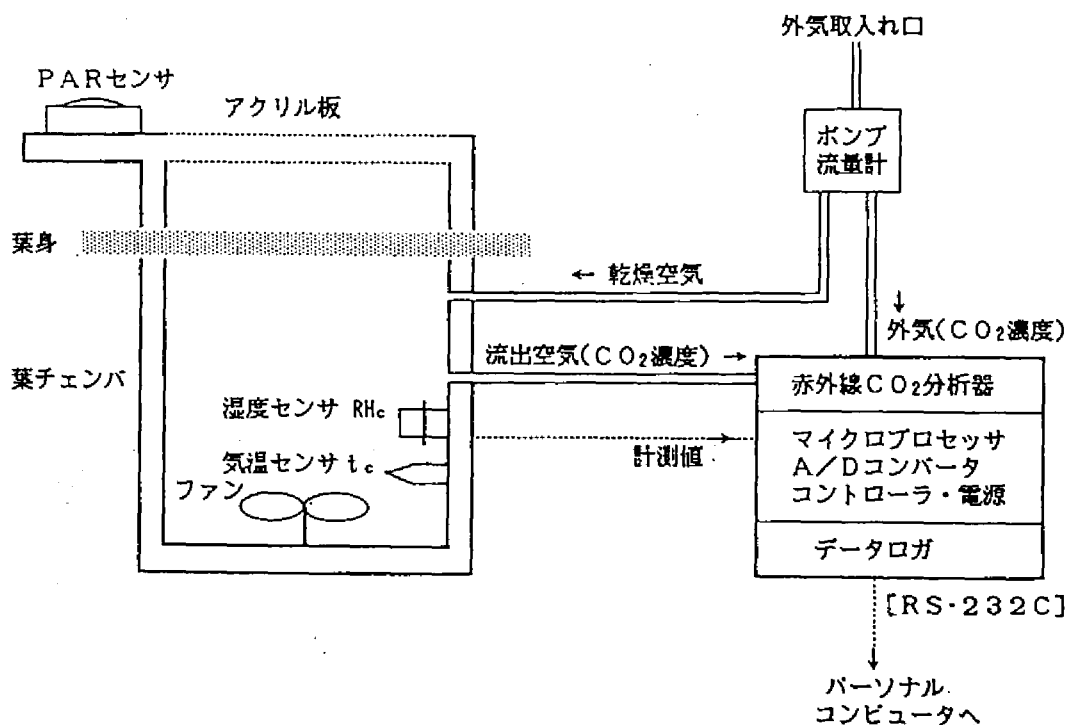 外気取入れ口
PARセンサ
アクリル板
ポンプ
流量計
葉身
← 乾燥空気
↓
外気(CO₂濃度)
流出空気(CO₂濃度) →
葉チェンバ
赤外線CO₂分析器
湿度センサ RHc
マイクロプロセッサ
計測値
A/Dコンバータ
気温センサ tc
コントローラ・電源
ファン
データロガ
[RS-232C]
パーソナル
コンピュータへ